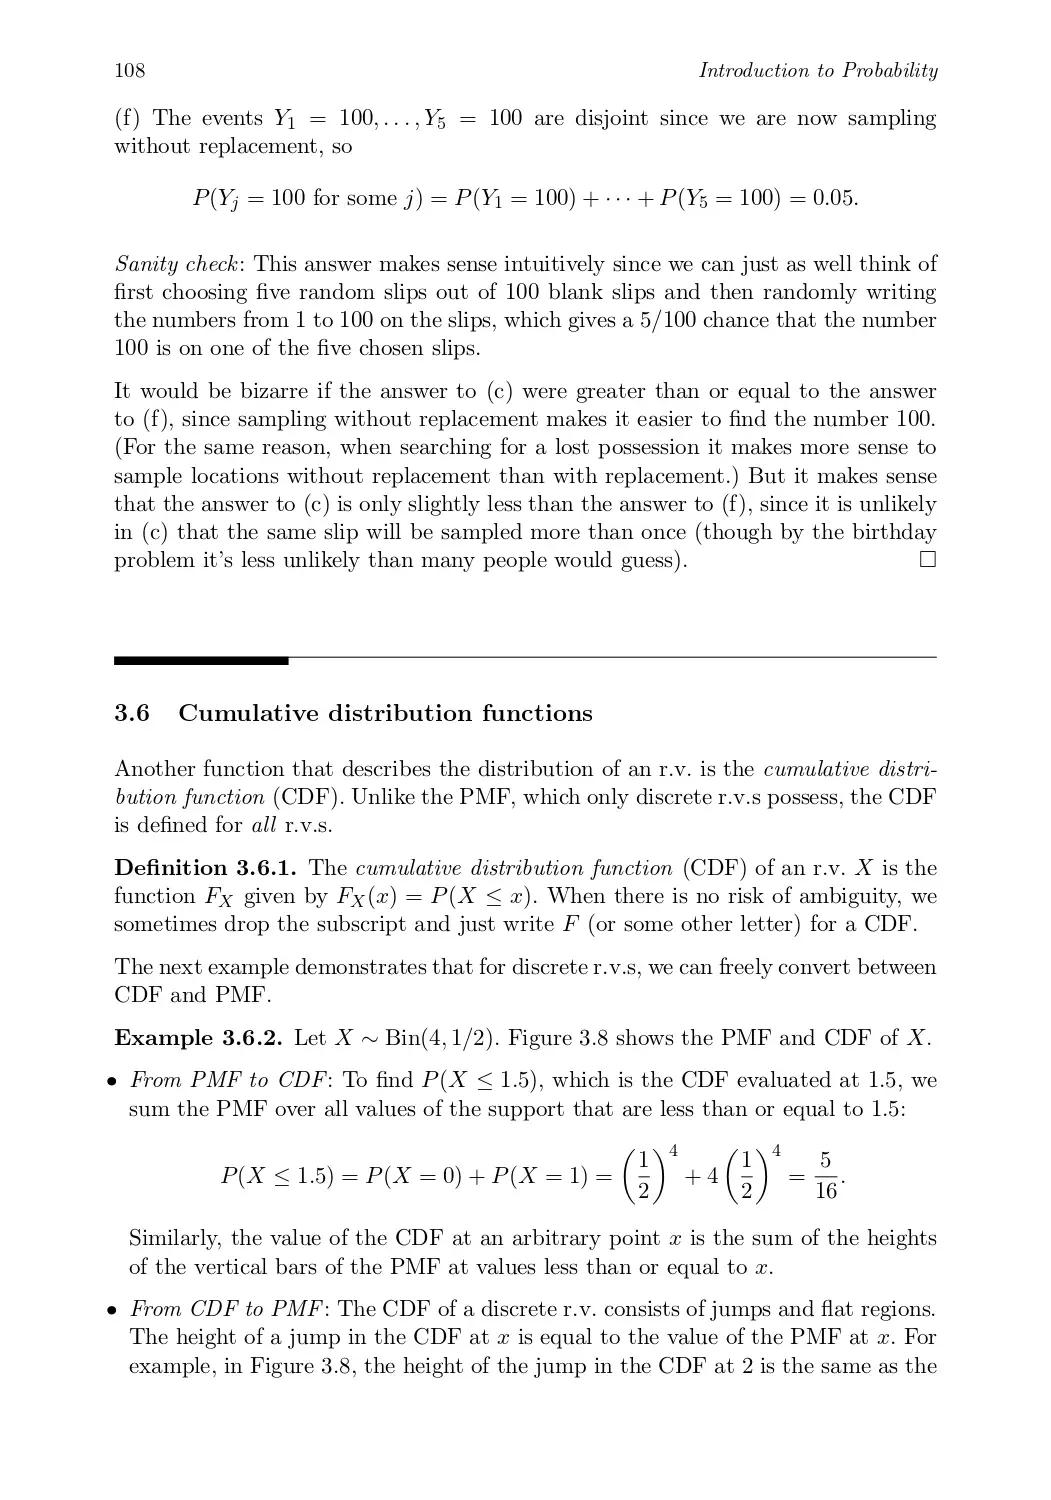 108 Introduction to Probability
(f) The events Y₁ = 100, . . . , Y₅ = 100 are disjoint since we are now sampling
without replacement, so
P(Yⱼ = 100 for some j) = P(Y₁ = 100) + · · · + P(Y₅ = 100) = 0.05.
Sanity check: This answer makes sense intuitively since we can just as well think of
first choosing five random slips out of 100 blank slips and then randomly writing
the numbers from 1 to 100 on the slips, which gives a 5/100 chance that the number
100 is on one of the five chosen slips.
It would be bizarre if the answer to (c) were greater than or equal to the answer
to (f), since sampling without replacement makes it easier to find the number 100.
(For the same reason, when searching for a lost possession it makes more sense to
sample locations without replacement than with replacement.) But it makes sense
that the answer to (c) is only slightly less than the answer to (f), since it is unlikely
in (c) that the same slip will be sampled more than once (though by the birthday
problem it's less unlikely than many people would guess). □
3.6 Cumulative distribution functions
Another function that describes the distribution of an r.v. is the cumulative distri-
bution function (CDF). Unlike the PMF, which only discrete r.v.s possess, the CDF
is defined for all r.v.s.
Definition 3.6.1. The cumulative distribution function (CDF) of an r.v. X is the
function F_X given by F_X(x) = P(X ≤ x). When there is no risk of ambiguity, we
sometimes drop the subscript and just write F (or some other letter) for a CDF.
The next example demonstrates that for discrete r.v.s, we can freely convert between
CDF and PMF.
Example 3.6.2. Let X ∼ Bin(4, 1/2). Figure 3.8 shows the PMF and CDF of X.
• From PMF to CDF: To find P(X ≤ 1.5), which is the CDF evaluated at 1.5, we
sum the PMF over all values of the support that are less than or equal to 1.5:
P(X ≤ 1.5) = P(X = 0) + P(X = 1) = (1/2)⁴ + 4 (1/2)⁴ = 5/16.
Similarly, the value of the CDF at an arbitrary point x is the sum of the heights
of the vertical bars of the PMF at values less than or equal to x.
• From CDF to PMF: The CDF of a discrete r.v. consists of jumps and flat regions.
The height of a jump in the CDF at x is equal to the value of the PMF at x. For
example, in Figure 3.8, the height of the jump in the CDF at 2 is the same as the